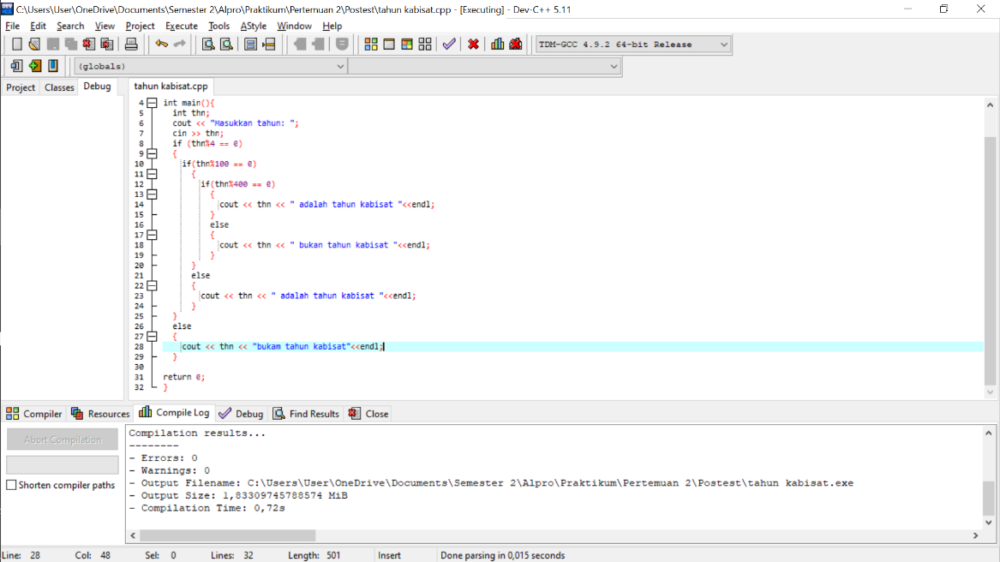 C:\Users\User\OneDrive\Documents\Semester 2\Alpro\Praktikum\Pertemuan 2\Postest\tahun kabisat.cpp - [Executing] - Dev-C++ 5.11
File Edit Search View Project Execute Tools AStyle Window Help
TDM-GCC 4.9.2 64-bit Release
(globals)
Project Classes Debug
tahun kabisat.cpp
4 int main(){
5 int thn;
6 cout << "Masukkan tahun: ";
7 cin >> thn;
8 if (thn%4 == 0)
9 {
10 if(thn%100 == 0)
11 {
12 if(thn%400 == 0)
13 {
14 cout << thn << " adalah tahun kabisat "<<endl;
15 }
16 else
17 {
18 cout << thn << " bukan tahun kabisat "<<endl;
19 }
20 }
21 else
22 {
23 cout << thn << " adalah tahun kabisat "<<endl;
24 }
25 }
26 else
27 {
28 cout << thn << "bukam tahun kabisat"<<endl;
29 }
30
31 return 0;
32 }
Compiler Resources Compile Log Debug Find Results Close
Abort Compilation
Shorten compiler paths
Compilation results...
--------
- Errors: 0
- Warnings: 0
- Output Filename: C:\Users\User\OneDrive\Documents\Semester 2\Alpro\Praktikum\Pertemuan 2\Postest\tahun kabisat.exe
- Output Size: 1,83309745788574 MiB
- Compilation Time: 0,72s
Line: 28 Col: 48 Sel: 0 Lines: 32 Length: 501 Insert Done parsing in 0,015 seconds